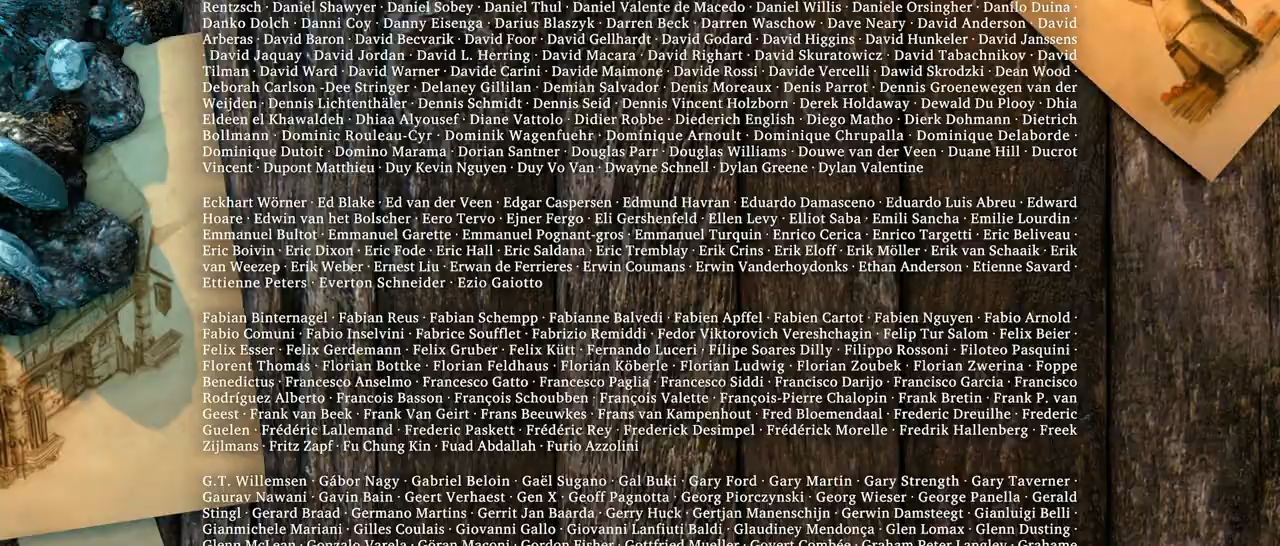 Rentzsch · Daniel Shawyer · Daniel Sobey · Daniel Thul · Daniel Valente de Macedo · Daniel Willis · Daniele Orsingher · Danilo Duina ·
Danko Dolch · Danni Coy · Danny Eisenga · Darius Blaszyk · Darren Beck · Darren Waschow · Dave Neary · David Anderson · David
Arberas · David Baron · David Becvarik · David Foor · David Gellhardt · David Godard · David Higgins · David Hunkeler · David Janssens
· David Jaquay · David Jordan · David L. Herring · David Macara · David Righart · David Skuratowicz · David Tabachnikov · David
Tilman · David Ward · David Warner · Davide Carini · Davide Maimone · Davide Rossi · Davide Vercelli · Dawid Skrodzki · Dean Wood ·
Deborah Carlson -Dee Stringer · Delaney Gillilan · Demian Salvador · Denis Moreaux · Denis Parrot · Dennis Groenewegen van der
Weijden · Dennis Lichtenthäler · Dennis Schmidt · Dennis Seid · Dennis Vincent Holzborn · Derek Holdaway · Dewald Du Plooy · Dhia
Eldeen el Khawaldeh · Dhiaa Alyousef · Diane Vattolo · Didier Robbe · Diederich English · Diego Matho · Dierk Dohmann · Dietrich
Bollmann · Dominic Rouleau-Cyr · Dominik Wagenfuehr · Dominique Arnoult · Dominique Chrupalla · Dominique Delaborde ·
Dominique Dutoit · Domino Marama · Dorian Santner · Douglas Parr · Douglas Williams · Douwe van der Veen · Duane Hill · Ducrot
Vincent · Dupont Matthieu · Duy Kevin Nguyen · Duy Vo Van · Dwayne Schnell · Dylan Greene · Dylan Valentine
Eckhart Wörner · Ed Blake · Ed van der Veen · Edgar Caspersen · Edmund Havran · Eduardo Damasceno · Eduardo Luis Abreu · Edward
Hoare · Edwin van het Bolscher · Eero Tervo · Ejner Fergo · Eli Gershenfeld · Ellen Levy · Elliot Saba · Emili Sancha · Emilie Lourdin ·
Emmanuel Bultot · Emmanuel Garette · Emmanuel Pognant-gros · Emmanuel Turquin · Enrico Cerica · Enrico Targetti · Eric Beliveau ·
Eric Boivin · Eric Dixon · Eric Fode · Eric Hall · Eric Saldana · Eric Tremblay · Erik Crins · Erik Eloff · Erik Möller · Erik van Schaaik · Erik
van Weezep · Erik Weber · Ernest Liu · Erwan de Ferrieres · Erwin Coumans · Erwin Vanderhoydonks · Ethan Anderson · Etienne Savard ·
Ettienne Peters · Everton Schneider · Ezio Gaiotto
Fabian Binternagel · Fabian Reus · Fabian Schempp · Fabianne Balvedi · Fabien Apffel · Fabien Cartot · Fabien Nguyen · Fabio Arnold ·
Fabio Comuni · Fabio Inselvini · Fabrice Soufflet · Fabrizio Remiddi · Fedor Viktorovich Vereshchagin · Felip Tur Salom · Felix Beier ·
Felix Esser · Felix Gerdemann · Felix Gruber · Felix Kütt · Fernando Luceri · Filipe Soares Dilly · Filippo Rossoni · Filoteo Pasquini ·
Florent Thomas · Florian Bottke · Florian Feldhaus · Florian Köberle · Florian Ludwig · Florian Zoubek · Florian Zwerina · Foppe
Benedictus · Francesco Anselmo · Francesco Gatto · Francesco Paglia · Francesco Siddi · Francisco Darijo · Francisco Garcia · Francisco
Rodríguez Alberto · Francois Basson · François Schoubben · François Valette · François-Pierre Chalopin · Frank Bretin · Frank P. van
Geest · Frank van Beek · Frank Van Geirt · Frans Beeuwkes · Frans van Kampenhout · Fred Bloemendaal · Frederic Dreuilhe · Frederic
Guelen · Frédéric Lallemand · Frederic Paskett · Frédéric Rey · Frederick Desimpel · Frédérick Morelle · Fredrik Hallenberg · Freek
Zijlmans · Fritz Zapf · Fu Chung Kin · Fuad Abdallah · Furio Azzolini
G.T. Willemsen · Gábor Nagy · Gabriel Beloin · Gaël Sugano · Gal Buki · Gary Ford · Gary Martin · Gary Strength · Gary Taverner ·
Gaurav Nawani · Gavin Bain · Geert Verhaest · Gen X · Geoff Pagnotta · Georg Piorczynski · Georg Wieser · George Panella · Gerald
Stingl · Gerard Braad · Germano Martins · Gerrit Jan Baarda · Gerry Huck · Gertjan Manenschijn · Gerwin Damsteegt · Gianluigi Belli ·
Gianmichele Mariani · Gilles Coulais · Giovanni Gallo · Giovanni Lanfiuti Baldi · Glaudiney Mendonça · Glen Lomax · Glenn Dusting ·
Glenn McLean · Gonzalo Varela · Göran Maconi · Gordon Fisher · Gottfried Mueller · Govert Combée · Graham Peter Langley · Grahame